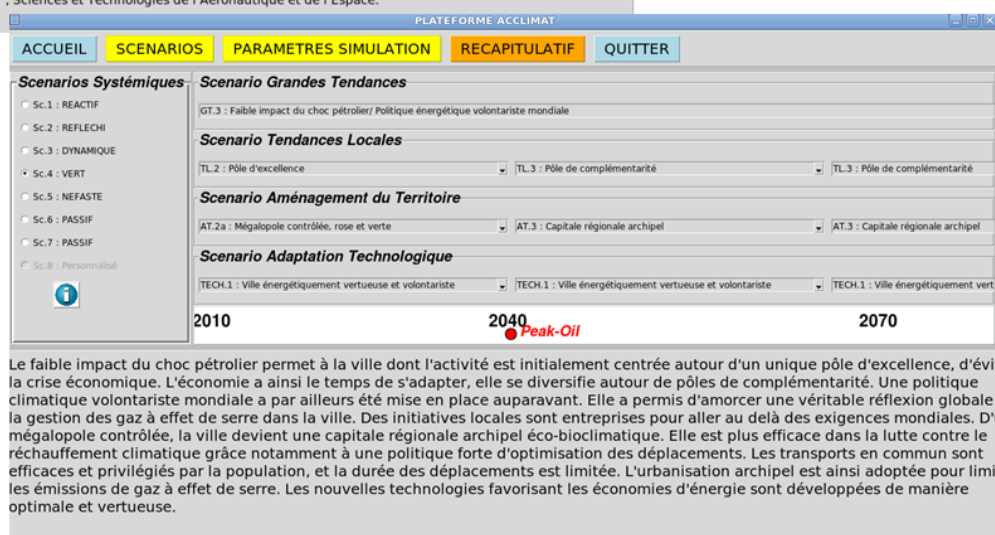 , Sciences et Technologies de l'Aéronautique et de l'Espace.
PLATEFORME ACCLIMAT
ACCUEIL SCENARIOS PARAMETRES SIMULATION RECAPITULATIF QUITTER
Scenarios Systémiques
Sc.1 : REACTIF
Sc.2 : REFLECHI
Sc.3 : DYNAMIQUE
Sc.4 : VERT
Sc.5 : NEFASTE
Sc.6 : PASSIF
Sc.7 : PASSIF
Sc.8 : Personnalisé
Scenario Grandes Tendances
GT.3 : Faible impact du choc pétrolier/ Politique énergétique volontariste mondiale
Scenario Tendances Locales
TL.2 : Pôle d'excellence TL.3 : Pôle de complémentarité TL.3 : Pôle de complémentarité
Scenario Aménagement du Territoire
AT.2a : Mégalopole contrôlée, rose et verte AT.3 : Capitale régionale archipel AT.3 : Capitale régionale archipel
Scenario Adaptation Technologique
TECH.1 : Ville énergétiquement vertueuse et volontariste TECH.1 : Ville énergétiquement vertueuse et volontariste TECH.1 : Ville énergétiquement vert
2010 2040 2070
Peak-Oil
Le faible impact du choc pétrolier permet à la ville dont l'activité est initialement centrée autour d'un unique pôle d'excellence, d'évi
la crise économique. L'économie a ainsi le temps de s'adapter, elle se diversifie autour de pôles de complémentarité. Une politique
climatique volontariste mondiale a par ailleurs été mise en place auparavant. Elle a permis d'amorcer une véritable réflexion globale
la gestion des gaz à effet de serre dans la ville. Des initiatives locales sont entreprises pour aller au delà des exigences mondiales. D'
mégalopole contrôlée, la ville devient une capitale régionale archipel éco-bioclimatique. Elle est plus efficace dans la lutte contre le
réchauffement climatique grâce notamment à une politique forte d'optimisation des déplacements. Les transports en commun sont
efficaces et privilégiés par la population, et la durée des déplacements est limitée. L'urbanisation archipel est ainsi adoptée pour limi
les émissions de gaz à effet de serre. Les nouvelles technologies favorisant les économies d'énergie sont développées de manière
optimale et vertueuse.